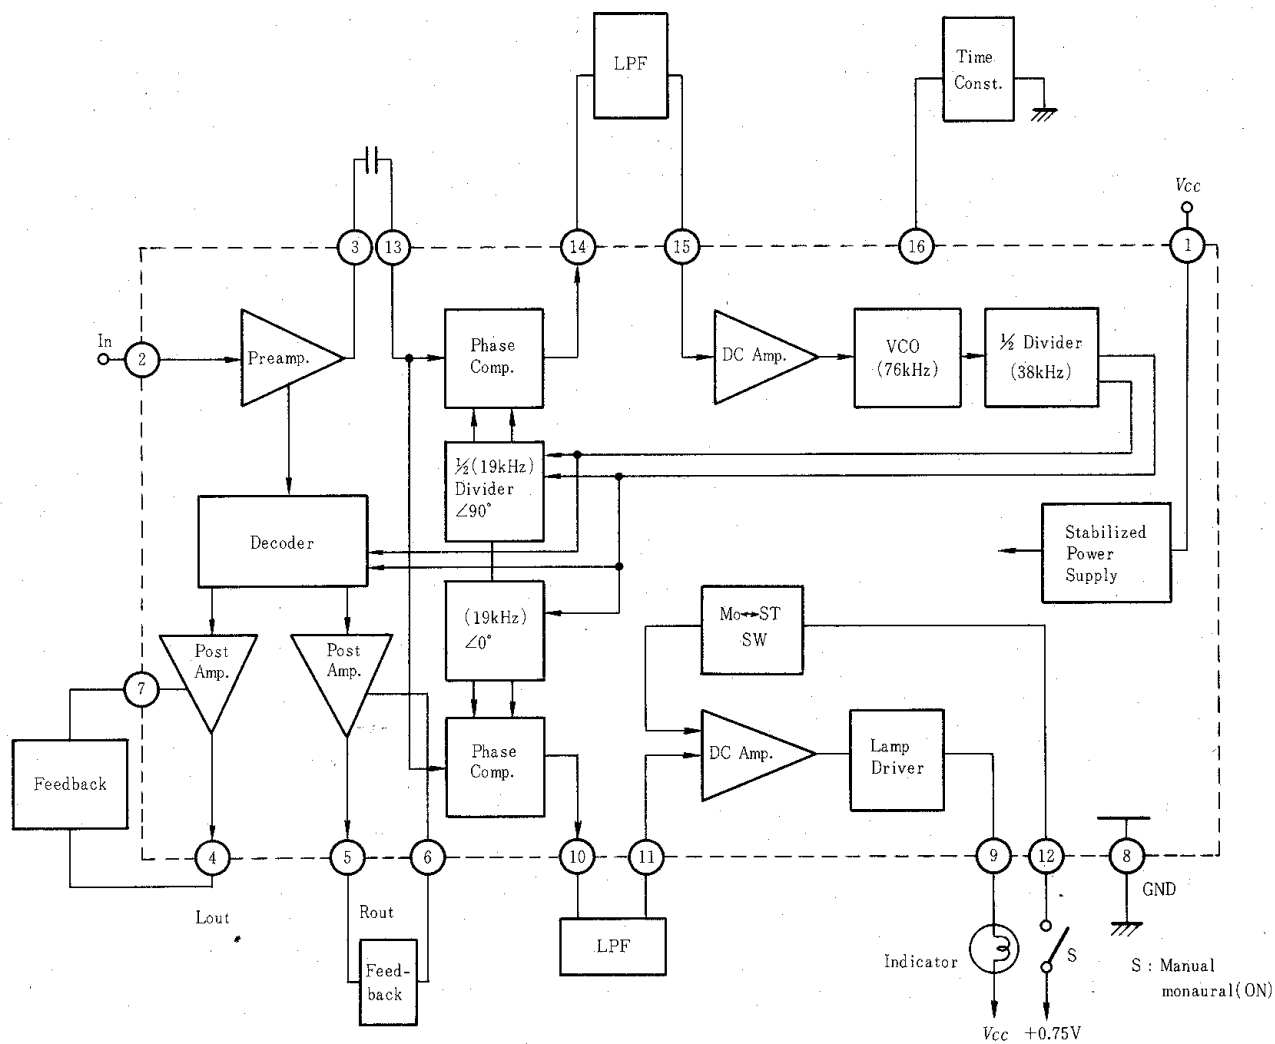 LPF
Time
Const.
Vcc
3
13
14
15
16
1
In
2
Preamp.
Phase
Comp.
DC Amp.
VCO
(76kHz)
½ Divider
(38kHz)
½(19kHz)
Divider
∠90°
Decoder
Stabilized
Power
Supply
(19kHz)
∠0°
Mo↔ST
SW
Post
Amp.
Post
Amp.
7
Feedback
Phase
Comp.
DC Amp.
Lamp
Driver
4
5
6
10
11
9
12
8
GND
Lout
Rout
Feed-
back
LPF
Indicator
S
S : Manual
monaural(ON)
Vcc
+0.75V